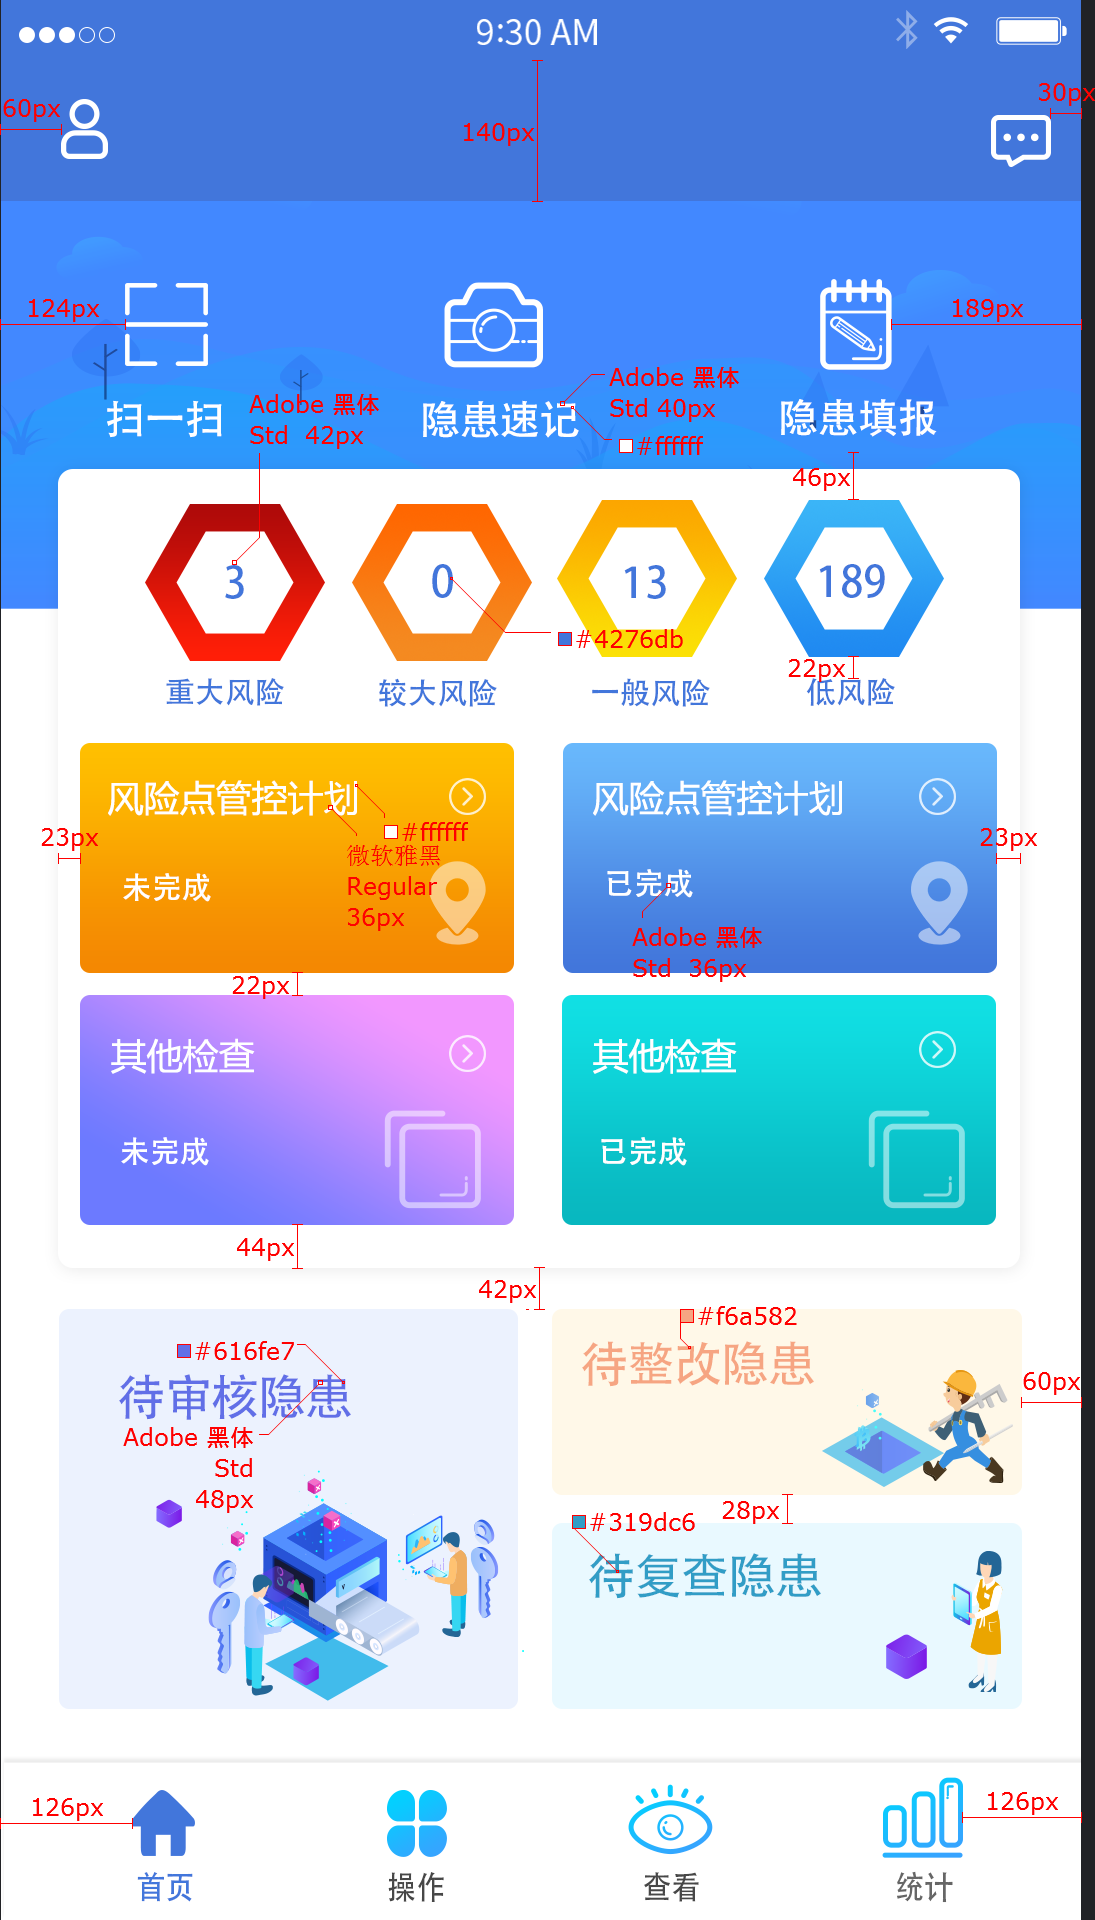 9:30 AM
60px
140px
30px
124px
189px
扫一扫
Adobe 黑体
Std 42px
隐患速记
Adobe 黑体
Std 40px
#ffffff
隐患填报
46px
3
0
13
189
#4276db
22px
重大风险
较大风险
一般风险
低风险
风险点管控计划
#ffffff
微软雅黑
Regular
36px
23px
未完成
风险点管控计划
23px
已完成
Adobe 黑体
Std 36px
22px
其他检查
未完成
其他检查
已完成
44px
42px
#616fe7
待审核隐患
Adobe 黑体
Std
48px
#f6a582
待整改隐患
60px
28px
#319dc6
待复查隐患
126px
126px
首页
操作
查看
统计